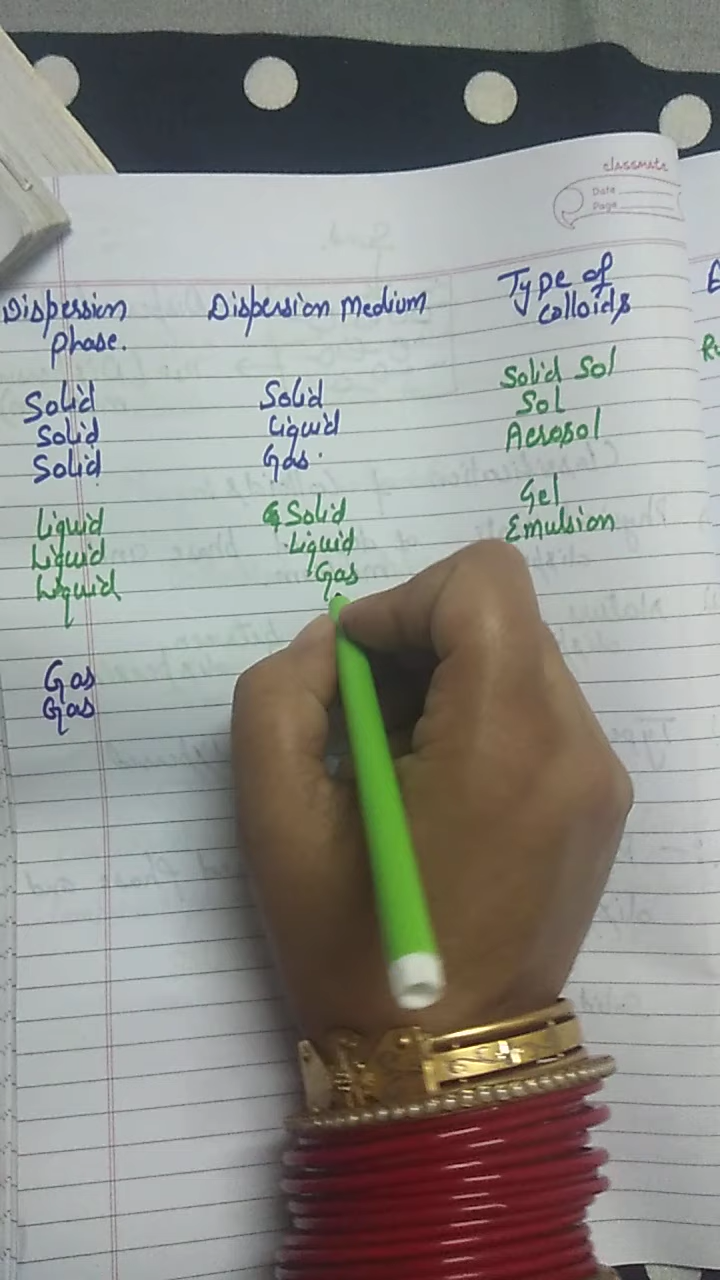 classmate
Date
Page
Dispersion Dispersion Medium Type of
phase. Colloids
Solid Solid Solid Sol
Solid Liquid Sol
Solid Gas Aerosol
Liquid Solid Gel
Liquid Liquid Emulsion
Liquid Gas
Gas
Gas